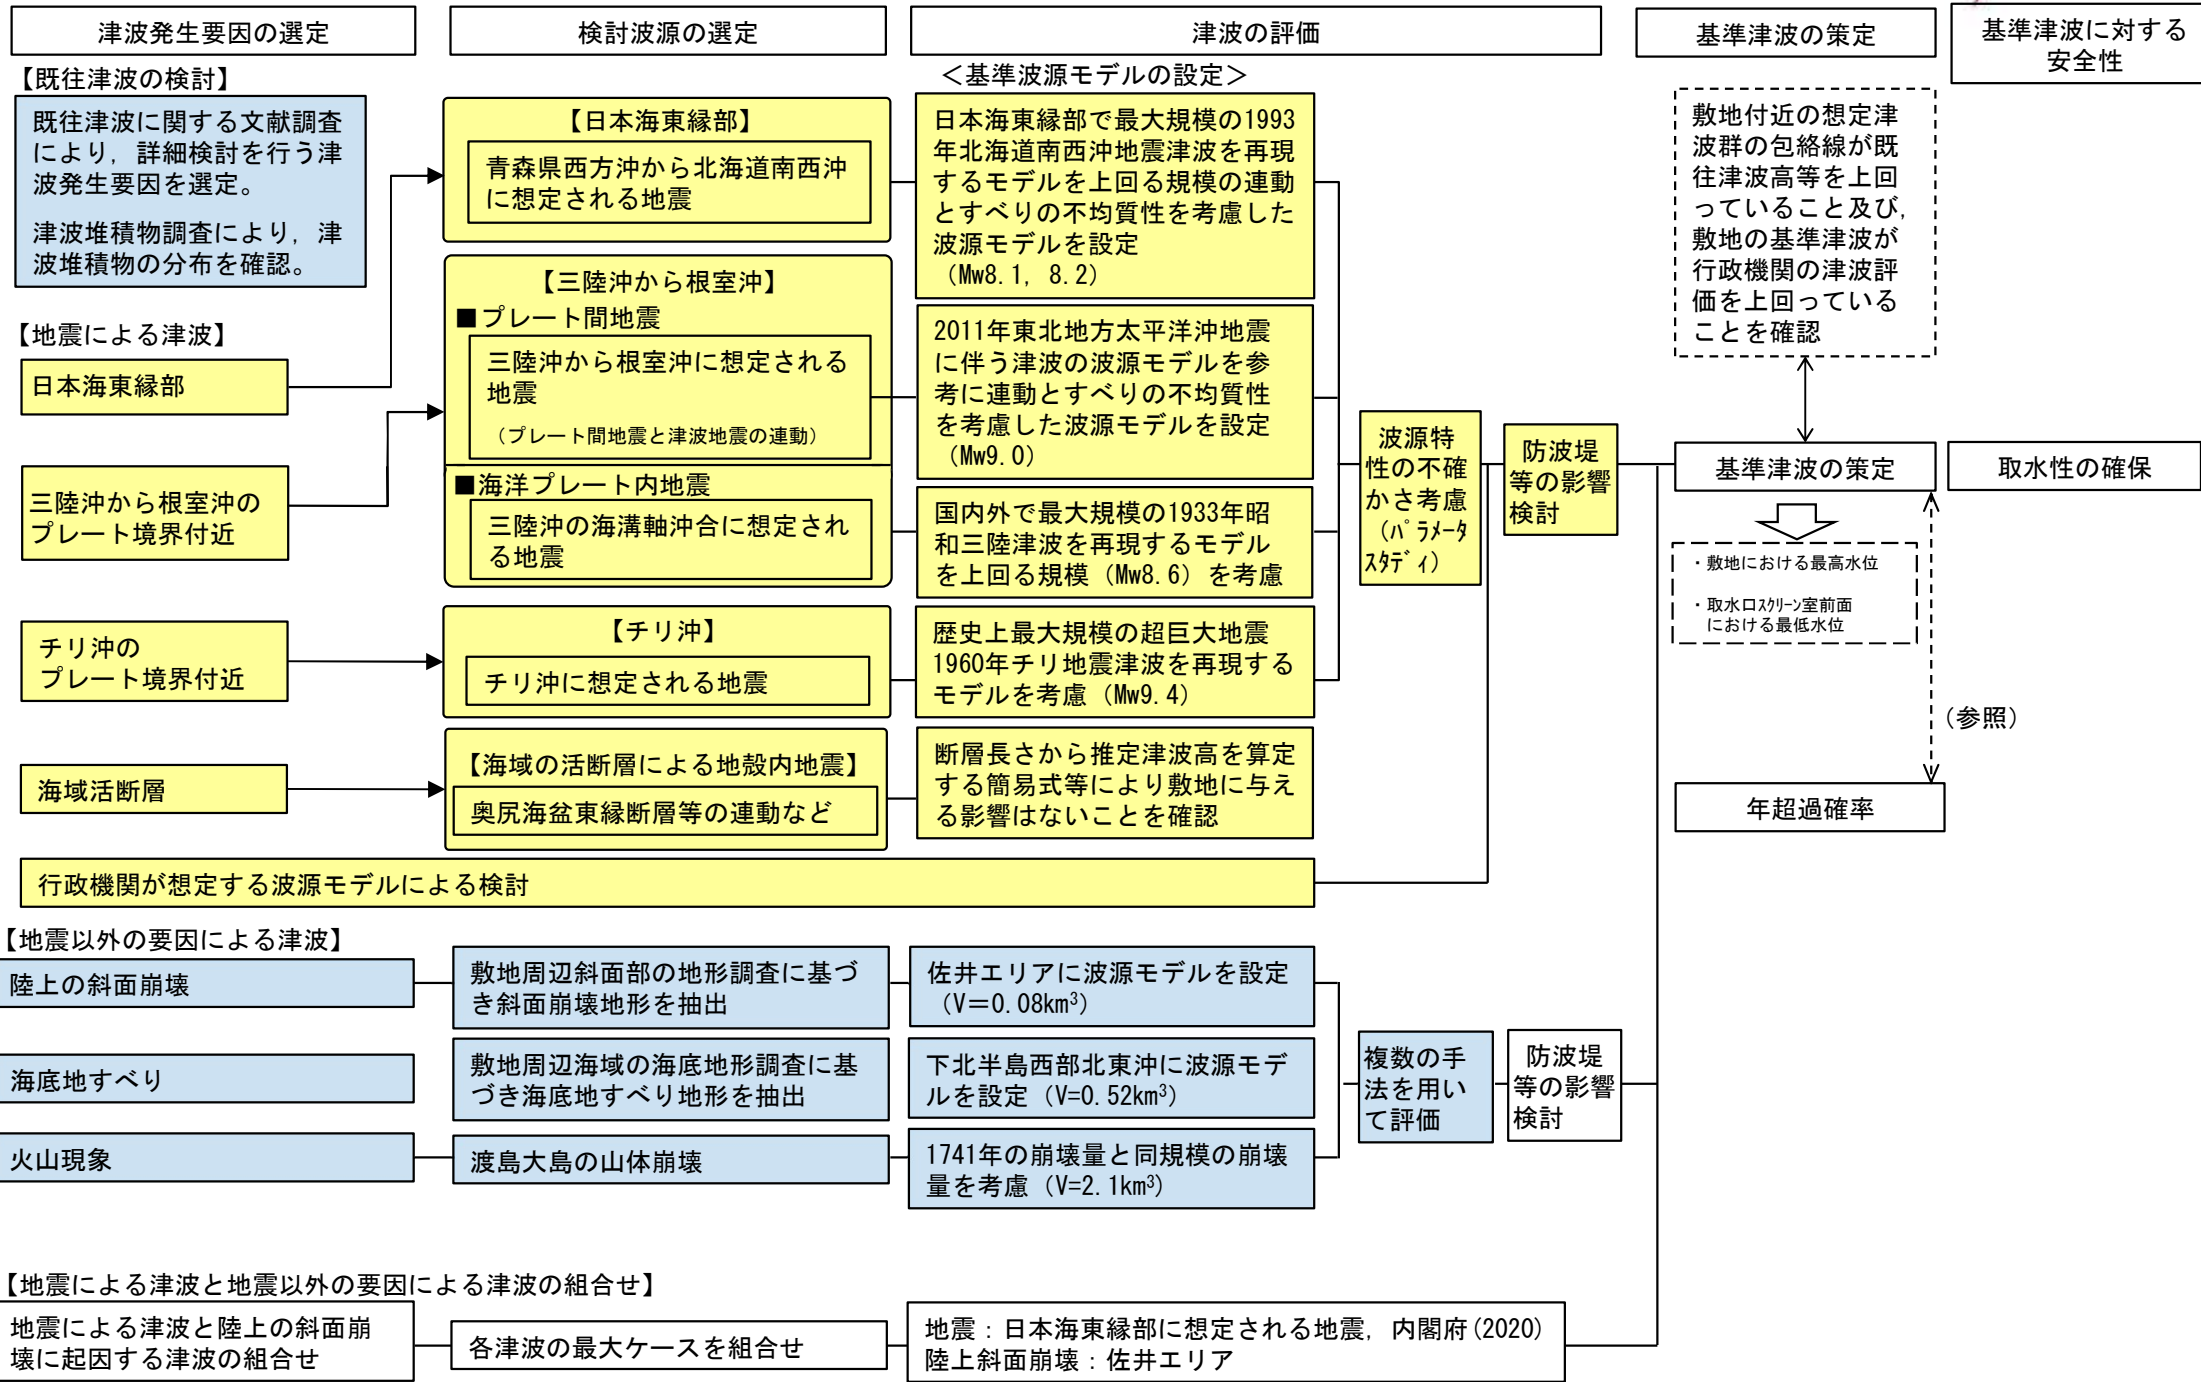 津波発生要因の選定
検討波源の選定
津波の評価
基準津波の策定
基準津波に対する
安全性
【既往津波の検討】
既往津波に関する文献調査
により，詳細検討を行う津
波発生要因を選定。
津波堆積物調査により，津
波堆積物の分布を確認。
【地震による津波】
日本海東縁部
三陸沖から根室沖の
プレート境界付近
チリ沖の
プレート境界付近
海域活断層
【日本海東縁部】
青森県西方沖から北海道南西沖
に想定される地震
【三陸沖から根室沖】
■プレート間地震
三陸沖から根室沖に想定される
地震
（プレート間地震と津波地震の連動）
■海洋プレート内地震
三陸沖の海溝軸沖合に想定され
る地震
【チリ沖】
チリ沖に想定される地震
【海域の活断層による地殻内地震】
奥尻海盆東縁断層等の連動など
＜基準波源モデルの設定＞
日本海東縁部で最大規模の1993
年北海道南西沖地震津波を再現
するモデルを上回る規模の連動
とすべりの不均質性を考慮した
波源モデルを設定
（Mw8.1, 8.2）
2011年東北地方太平洋沖地震
に伴う津波の波源モデルを参
考に連動とすべりの不均質性
を考慮した波源モデルを設定
（Mw9.0）
国内外で最大規模の1933年昭
和三陸津波を再現するモデル
を上回る規模（Mw8.6）を考慮
歴史上最大規模の超巨大地震
1960年チリ地震津波を再現する
モデルを考慮（Mw9.4）
断層長さから推定津波高を算定
する簡易式等により敷地に与え
る影響はないことを確認
波源特
性の不確
かさ考慮
（ﾊﾟﾗﾒｰﾀ
ｽﾀﾃﾞｨ）
防波堤
等の影響
検討
敷地付近の想定津
波群の包絡線が既
往津波高等を上回
っていること及び，
敷地の基準津波が
行政機関の津波評
価を上回っている
ことを確認
基準津波の策定
取水性の確保
・敷地における最高水位
・取水口ｽｸﾘｰﾝ室前面
における最低水位
（参照）
年超過確率
行政機関が想定する波源モデルによる検討
【地震以外の要因による津波】
陸上の斜面崩壊
敷地周辺斜面部の地形調査に基づ
き斜面崩壊地形を抽出
佐井エリアに波源モデルを設定
（V＝0.08km³）
海底地すべり
敷地周辺海域の海底地形調査に基
づき海底地すべり地形を抽出
下北半島西部北東沖に波源モデ
ルを設定（V=0.52km³）
火山現象
渡島大島の山体崩壊
1741年の崩壊量と同規模の崩壊
量を考慮（V=2.1km³）
複数の手
法を用い
て評価
防波堤
等の影響
検討
【地震による津波と地震以外の要因による津波の組合せ】
地震による津波と陸上の斜面崩
壊に起因する津波の組合せ
各津波の最大ケースを組合せ
地震：日本海東縁部に想定される地震，内閣府(2020)
陸上斜面崩壊：佐井エリア